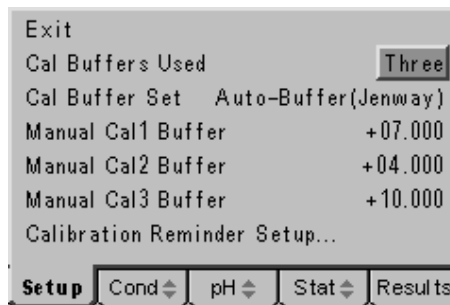 Exit
Cal Buffers Used Three
Cal Buffer Set Auto-Buffer(Jenway)
Manual Cal1 Buffer +07.000
Manual Cal2 Buffer +04.000
Manual Cal3 Buffer +10.000
Calibration Reminder Setup...
Setup Cond pH Stat Results